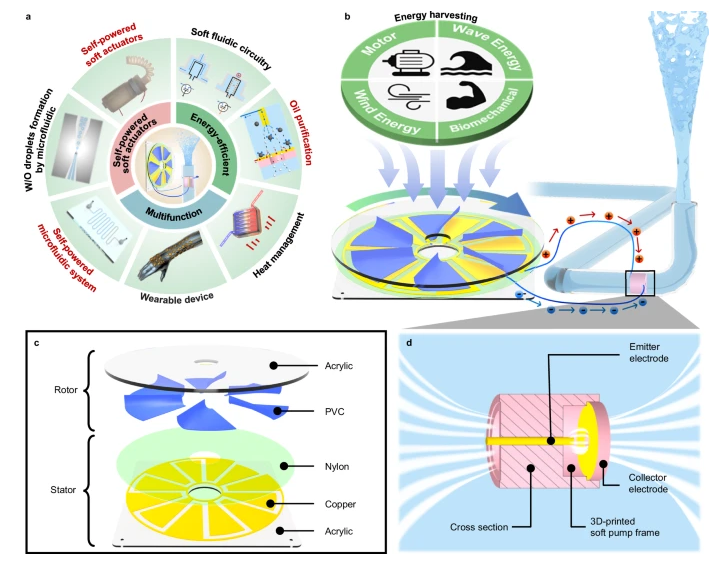 a
Self-powered
soft actuators
Soft fluidic circuitry
Oil purification
Heat management
Wearable device
Self-powered
microfluidic system
W/O droplets formation
by microfluidic
Self-powered
soft actuators
Energy-efficient
Multifunction
b
Energy harvesting
Motor
Wave Energy
Wind Energy
Biomechanical
c
Rotor
Acrylic
PVC
Stator
Nylon
Copper
Acrylic
d
Emitter
electrode
Collector
electrode
Cross section
3D-printed
soft pump frame